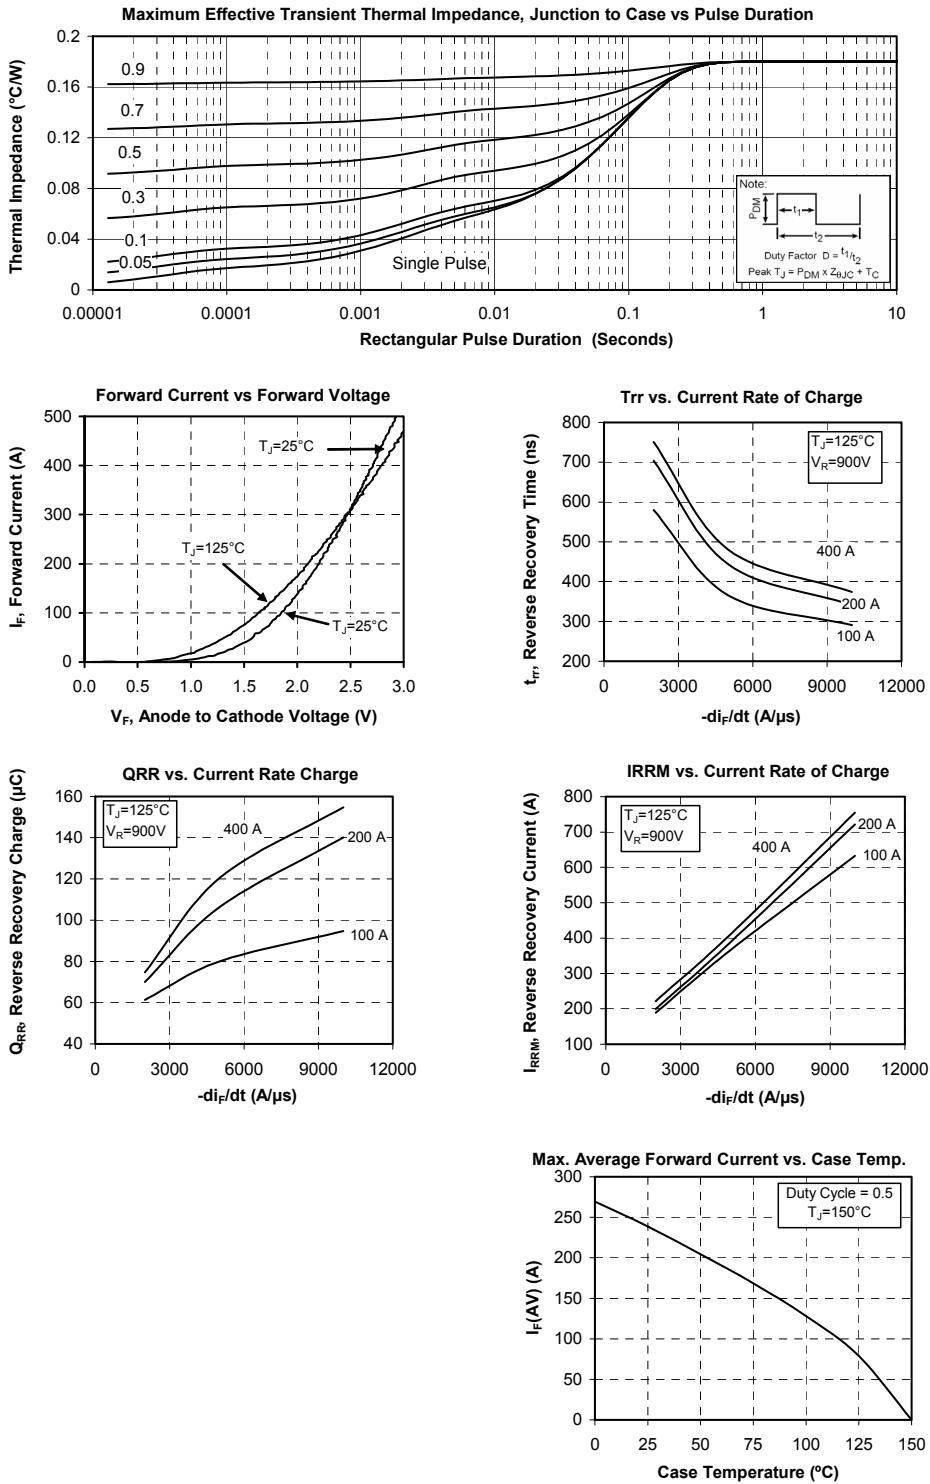 Maximum Effective Transient Thermal Impedance, Junction to Case vs Pulse Duration
Thermal Impedance (°C/W)
0.2
0.16
0.12
0.08
0.04
0
0.9
0.7
0.5
0.3
0.1
0.05
Single Pulse
Note:
PDM
t1
t2
Duty Factor D = t1/t2
Peak TJ = PDM x ZθJC + TC
0.00001 0.0001 0.001 0.01 0.1 1 10
Rectangular Pulse Duration (Seconds)
Forward Current vs Forward Voltage
IF, Forward Current (A)
500
400
300
200
100
0
TJ=25°C
TJ=125°C
TJ=25°C
0.0 0.5 1.0 1.5 2.0 2.5 3.0
VF, Anode to Cathode Voltage (V)
Trr vs. Current Rate of Charge
trr, Reverse Recovery Time (ns)
800
700
600
500
400
300
200
TJ=125°C
VR=900V
400 A
200 A
100 A
0 3000 6000 9000 12000
-diF/dt (A/µs)
QRR vs. Current Rate Charge
QRR, Reverse Recovery Charge (µC)
160
140
120
100
80
60
40
TJ=125°C
VR=900V
400 A
200 A
100 A
0 3000 6000 9000 12000
-diF/dt (A/µs)
IRRM vs. Current Rate of Charge
IRRM, Reverse Recovery Current (A)
800
700
600
500
400
300
200
100
TJ=125°C
VR=900V
400 A
200 A
100 A
0 3000 6000 9000 12000
-diF/dt (A/µs)
Max. Average Forward Current vs. Case Temp.
IF(AV) (A)
300
250
200
150
100
50
0
Duty Cycle = 0.5
TJ=150°C
0 25 50 75 100 125 150
Case Temperature (ºC)